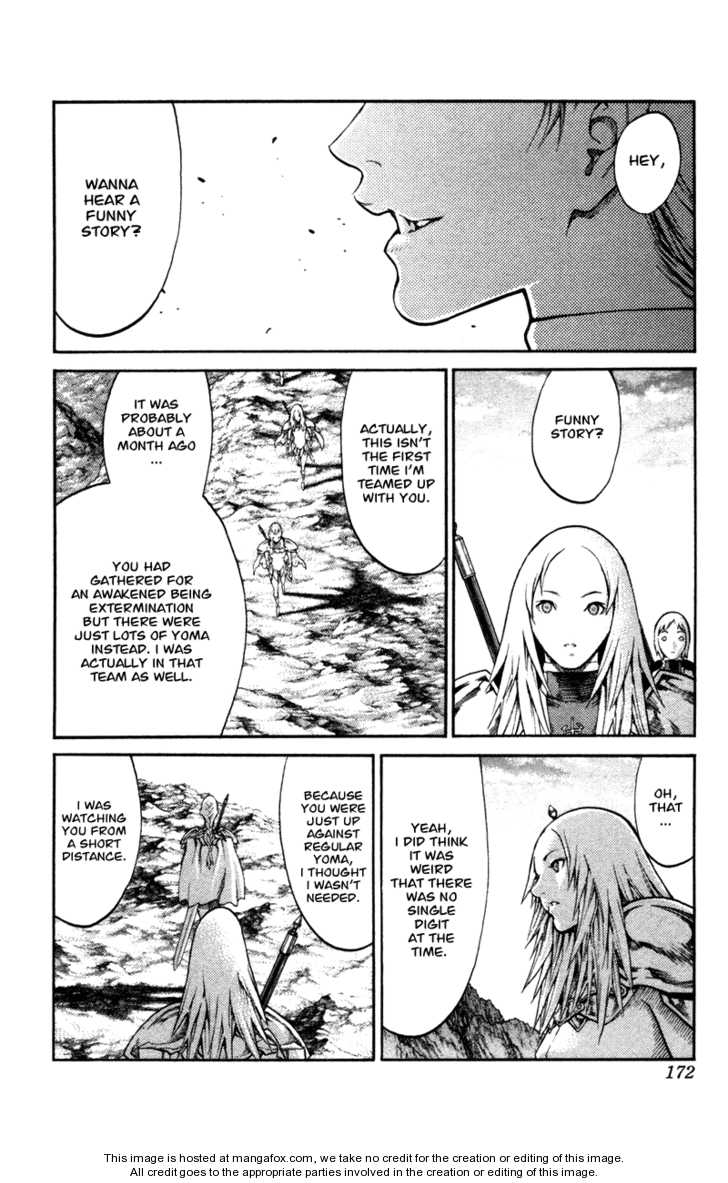 HEY,
WANNA
HEAR A
FUNNY
STORY?
FUNNY
STORY?
ACTUALLY,
THIS ISN'T
THE FIRST
TIME I'M
TEAMED UP
WITH YOU.
IT WAS
PROBABLY
ABOUT A
MONTH AGO
...
YOU HAD
GATHERED FOR
AN AWAKENED BEING
EXTERMINATION
BUT THERE WERE
JUST LOTS OF YOMA
INSTEAD. I WAS
ACTUALLY IN THAT
TEAM AS WELL.
OH,
THAT
...
YEAH,
I DID THINK
IT WAS
WEIRD
THAT THERE
WAS NO
SINGLE
DIGIT
AT THE
TIME.
BECAUSE
YOU WERE
JUST UP
AGAINST
REGULAR
YOMA,
I THOUGHT
I WASN'T
NEEDED.
I WAS
WATCHING
YOU FROM
A SHORT
DISTANCE.
172
This image is hosted at mangafox.com, we take no credit for the creation or editing of this image.
All credit goes to the appropriate parties involved in the creation or editing of this image.